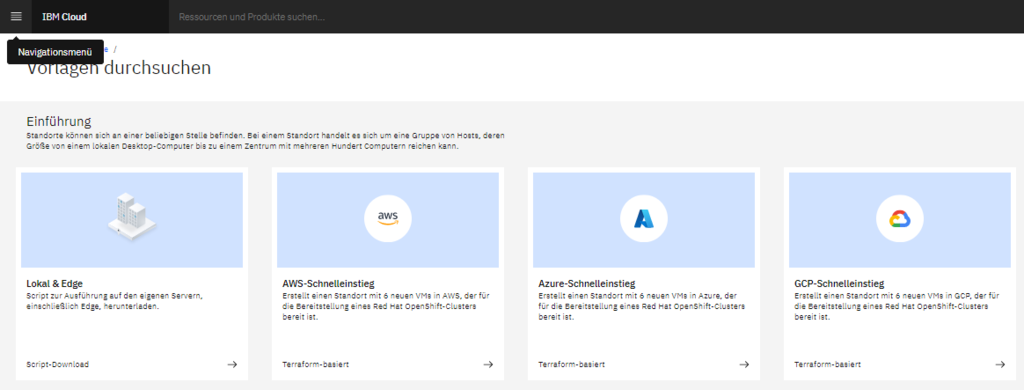 IBM Cloud
Ressourcen und Produkte suchen...
Navigationsmenü
e /
Vorlagen durchsuchen
Einführung
Standorte können sich an einer beliebigen Stelle befinden. Bei einem Standort handelt es sich um eine Gruppe von Hosts, deren
Größe von einem lokalen Desktop-Computer bis zu einem Zentrum mit mehreren Hundert Computern reichen kann.
Lokal & Edge
Script zur Ausführung auf den eigenen Servern,
einschließlich Edge, herunterladen.
Script-Download
aws
AWS-Schnelleinstieg
Erstellt einen Standort mit 6 neuen VMs in AWS, der für
die Bereitstellung eines Red Hat OpenShift-Clusters
bereit ist.
Terraform-basiert
Azure-Schnelleinstieg
Erstellt einen Standort mit 6 neuen VMs in Azure, der
für die Bereitstellung eines Red Hat OpenShift-Clusters
bereit ist.
Terraform-basiert
GCP-Schnelleinstieg
Erstellt einen Standort mit 6 neuen VMs in GCP, der für
die Bereitstellung eines Red Hat OpenShift-Clusters
bereit ist.
Terraform-basiert